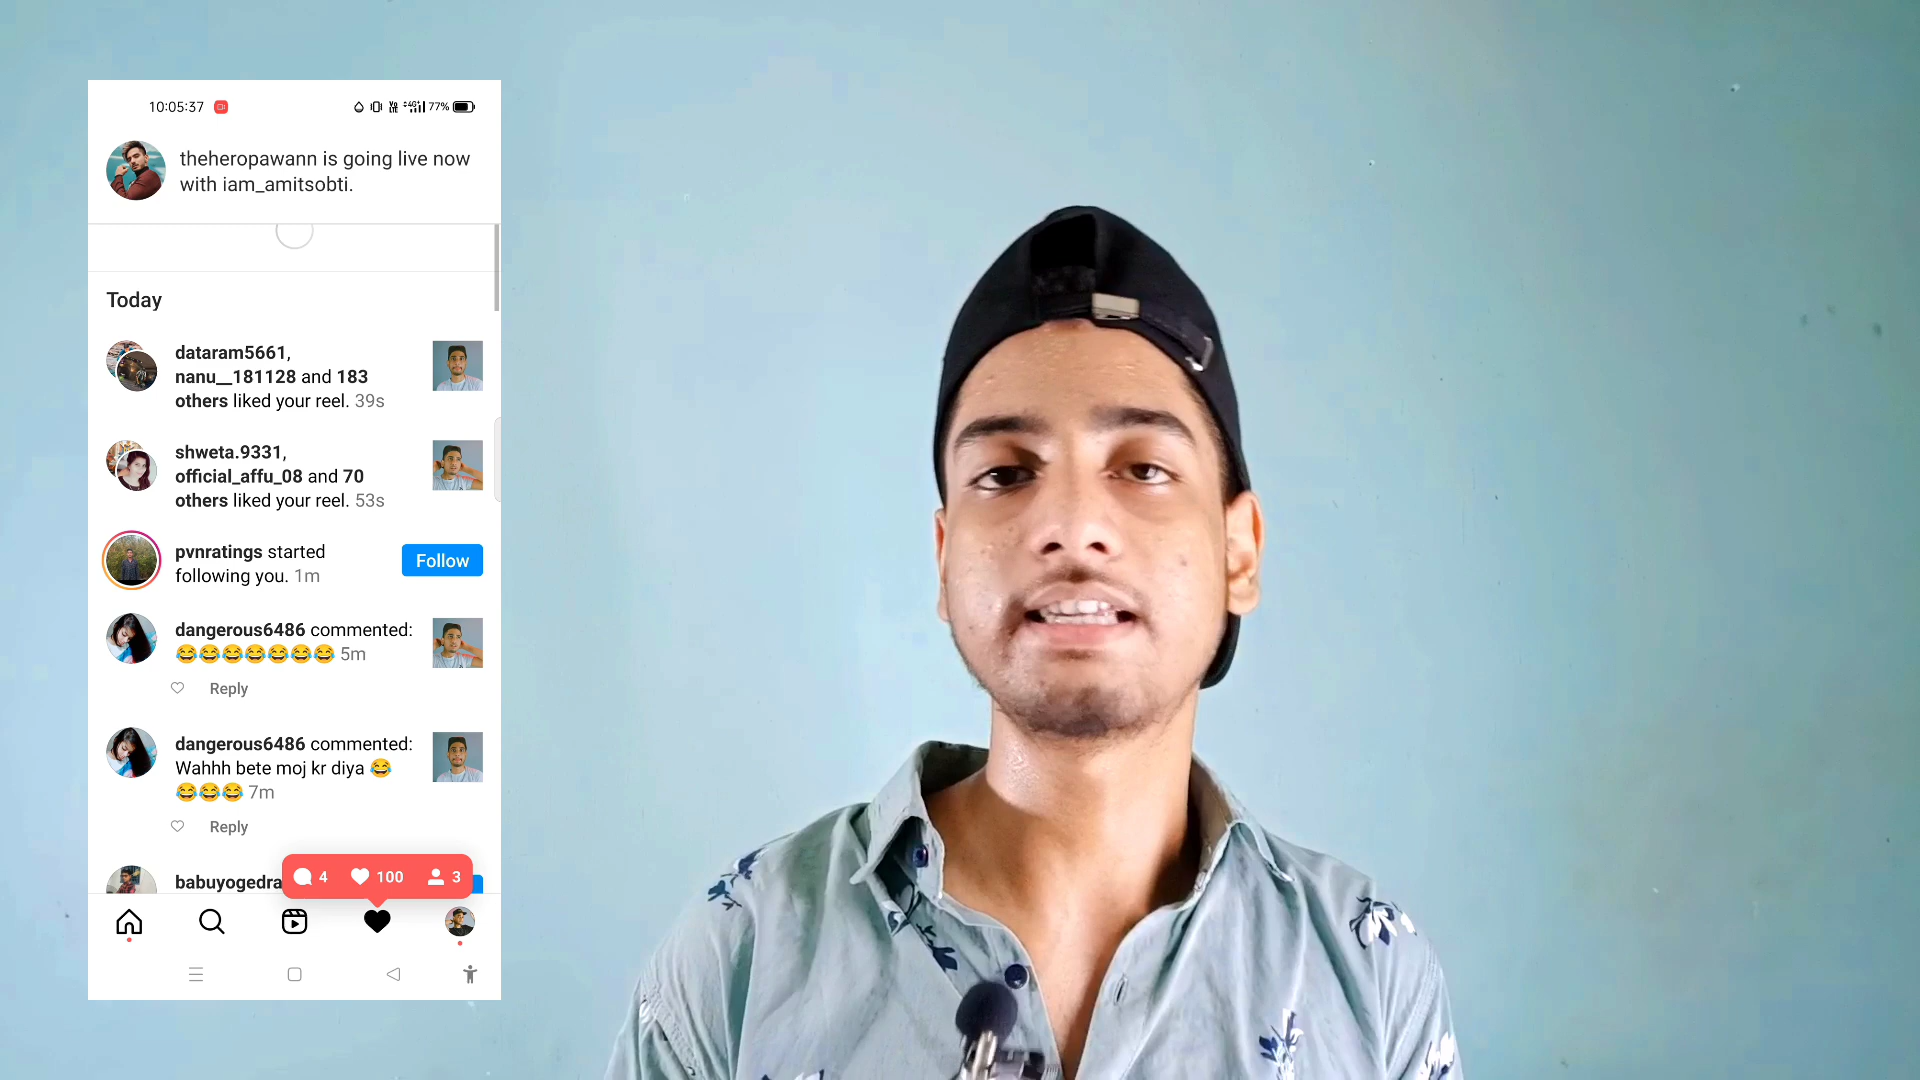 10:05:37
4G 77%
theheropawann is going live now
with iam_amitsobti.
Today
dataram5661,
nanu__181128 and 183
others liked your reel. 39s
shweta.9331,
official_affu_08 and 70
others liked your reel. 53s
pvnratings started
following you. 1m
Follow
dangerous6486 commented:
😂😂😂😂😂😂😂 5m
Reply
dangerous6486 commented:
Wahhh bete moj kr diya 😂
😂😂😂 7m
Reply
babuyogedra
4 100 3